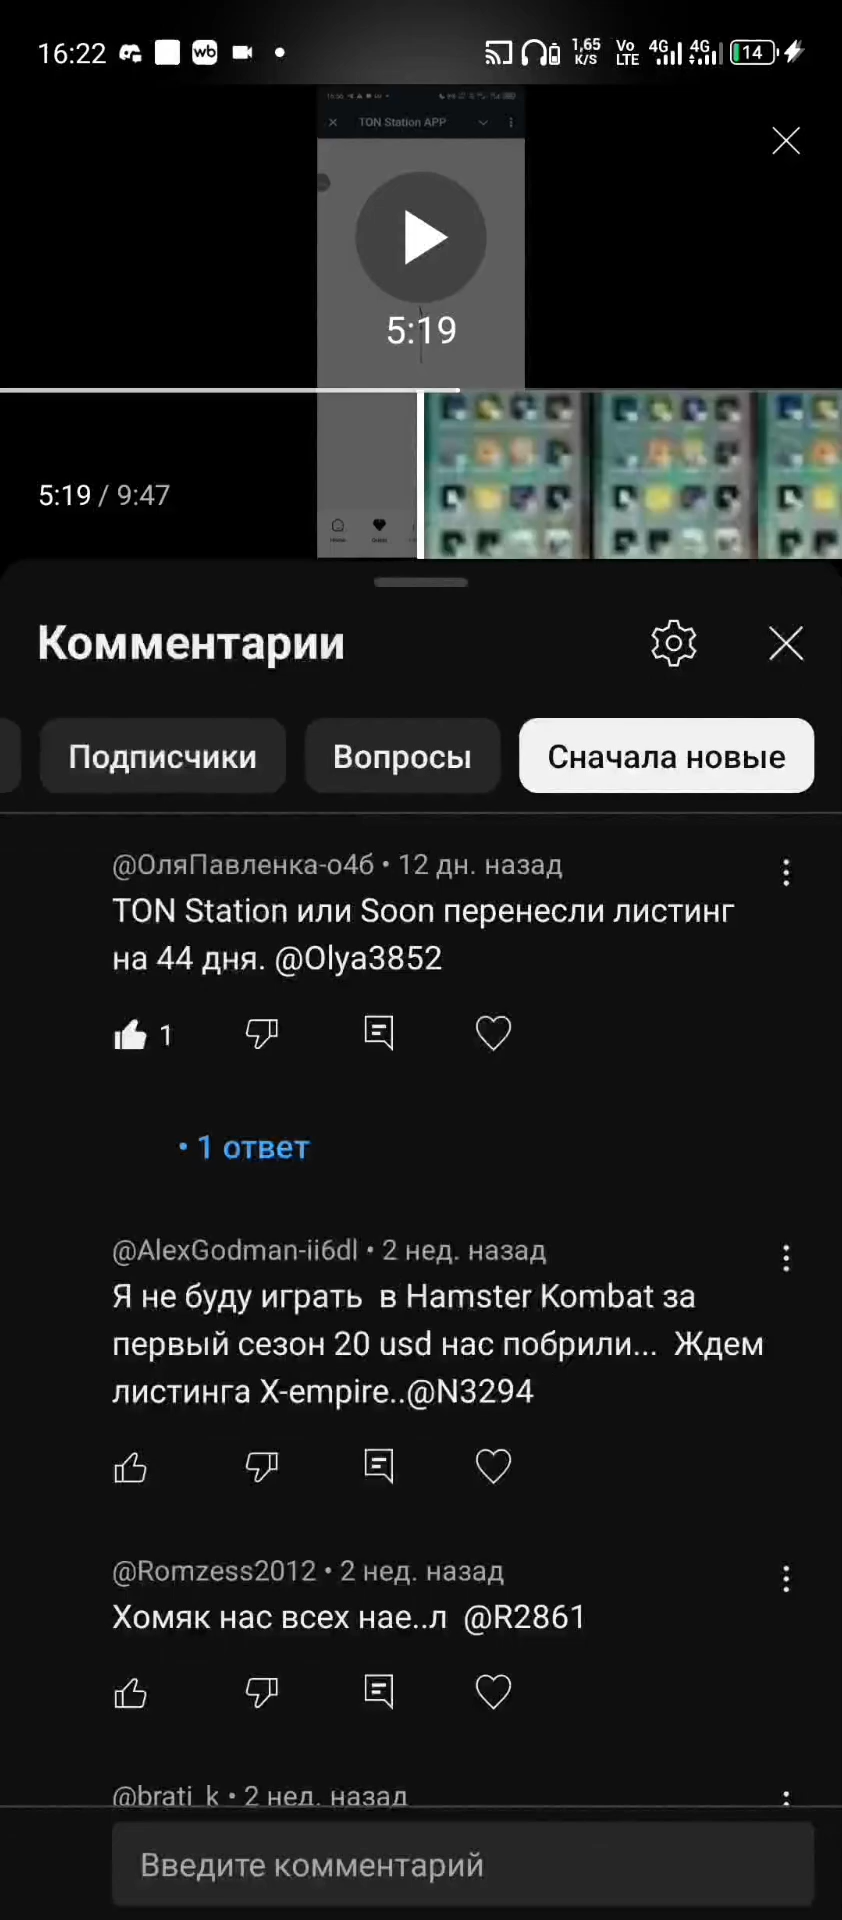 16:22 wb 1,65 K/S Vo LTE 4G 4G 14
TON Station APP
5:19
5:19 / 9:47
Комментарии
Подписчики Вопросы Сначала новые
@ОляПавленка-о4б • 12 дн. назад
TON Station или Soon перенесли листинг
на 44 дня. @Olya3852
1
• 1 ответ
@AlexGodman-ii6dl • 2 нед. назад
Я не буду играть  в Hamster Kombat за
первый сезон 20 usd нас побрили...  Ждем
листинга X-empire..@N3294
@Romzess2012 • 2 нед. назад
Хомяк нас всех нае..л  @R2861
@brati_k • 2 нед. назад
Введите комментарий